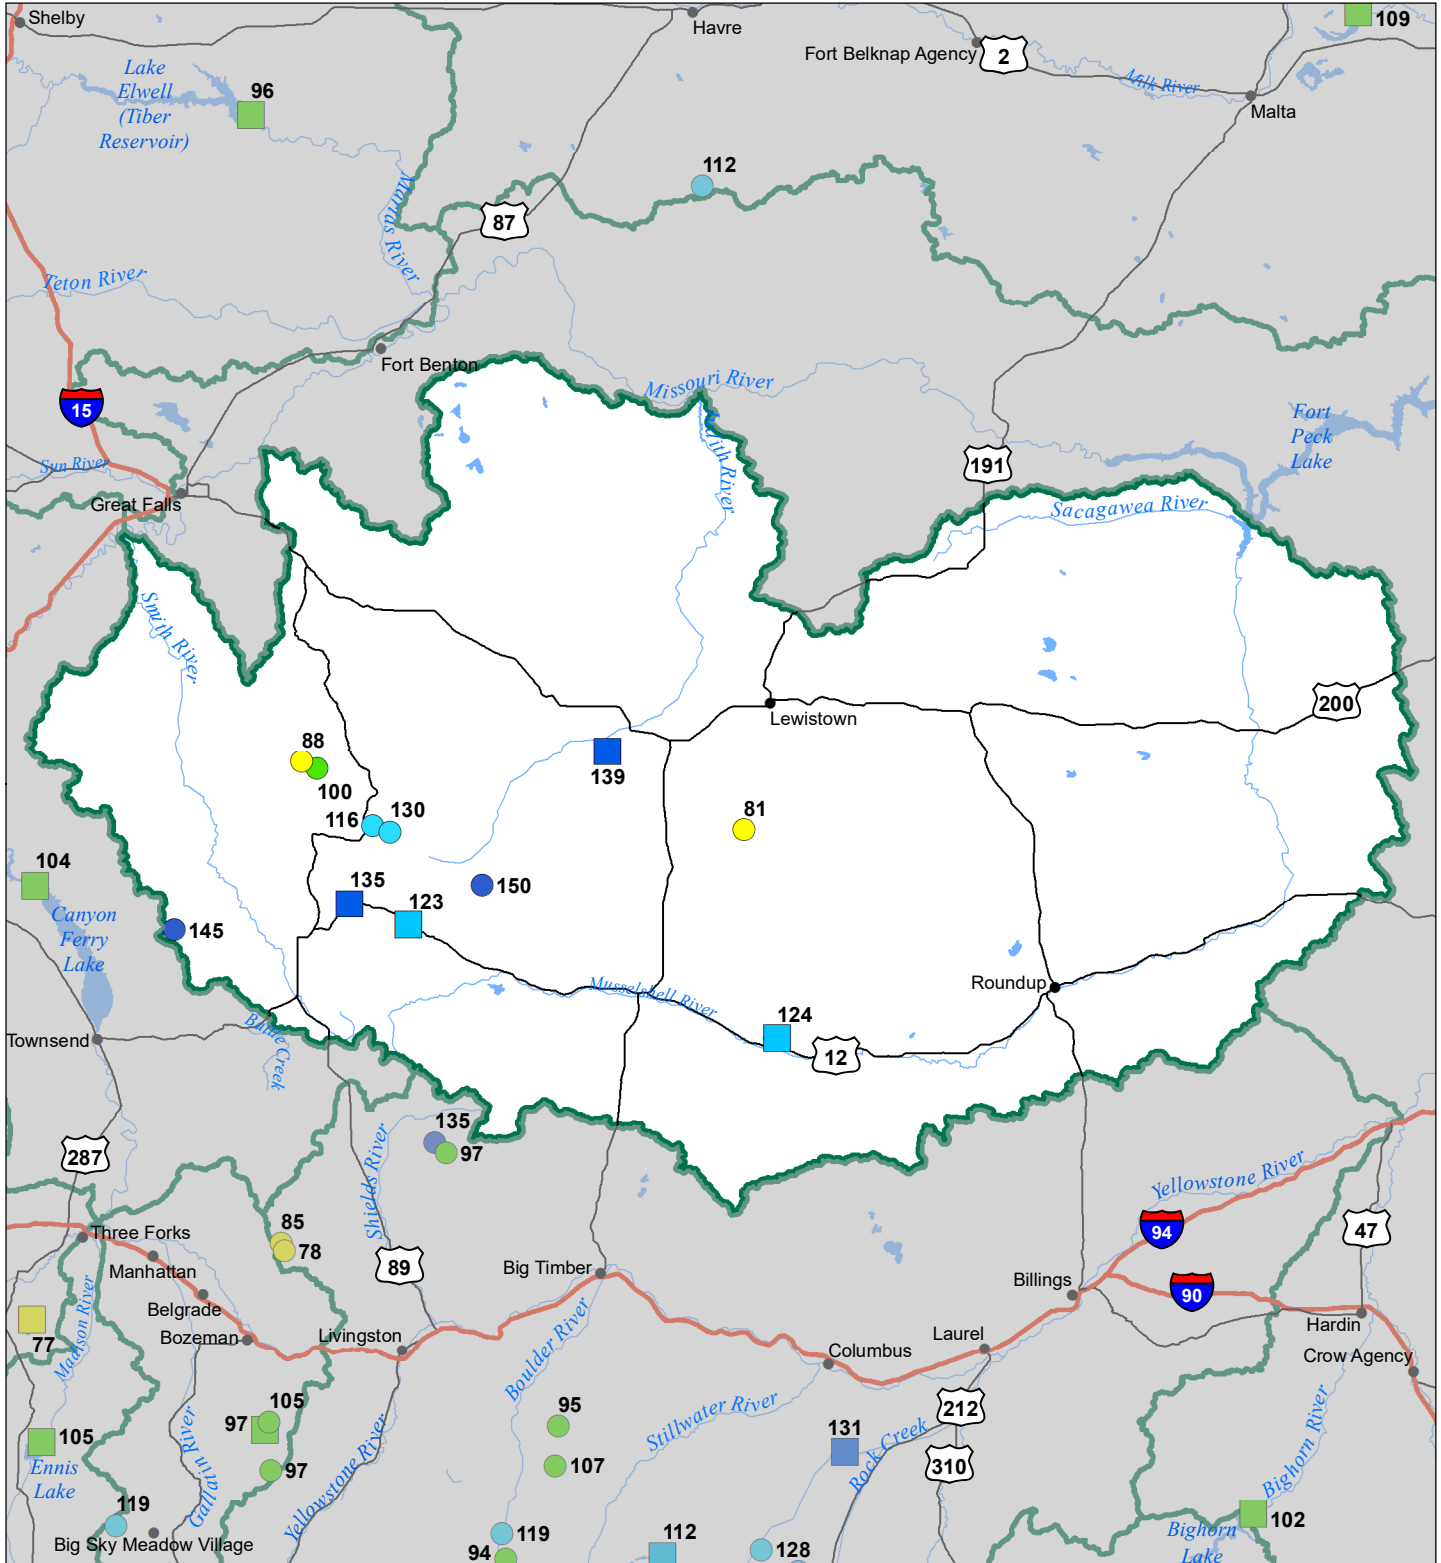 Shelby
Havre
109
Fort Belknap Agency
2
Lake
Elwell
(Tiber
Reservoir)
96
Milk River
Malta
112
Marias River
87
Teton River
Fort Benton
Missouri River
15
Judith River
Fort
Peck
Lake
Sun River
191
Great Falls
Sacagawea River
Smith River
200
Lewistown
88
139
100
116
130
81
104
135
150
123
Canyon
Ferry
Lake
145
Roundup
Musselshell River
124
12
Battle Creek
Townsend
135
97
287
Shields River
Yellowstone River
85
78
Three Forks
94
47
Manhattan
89
Big Timber
Billings
90
Belgrade
Madison River
77
Bozeman
Livingston
Boulder River
Laurel
Hardin
Columbus
Crow Agency
105
97
95
Stillwater River
212
105
Gallatin River
131
Rock Creek
Ennis
Lake
97
Yellowstone River
107
310
Bighorn River
119
Big Sky Meadow Village
119
94
112
128
102
Bighorn
Lake